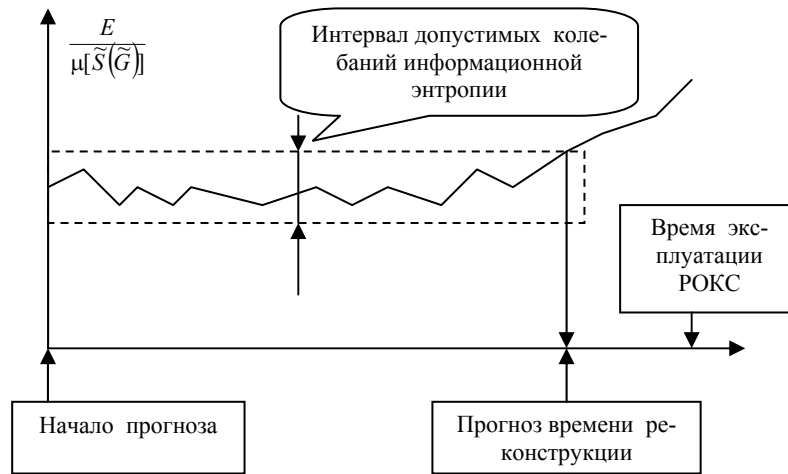 E
μ[S̃(G̃)]
Интервал допустимых коле-
баний информационной
энтропии
Время экс-
плуатации
РОКС
Начало прогноза
Прогноз времени ре-
конструкции